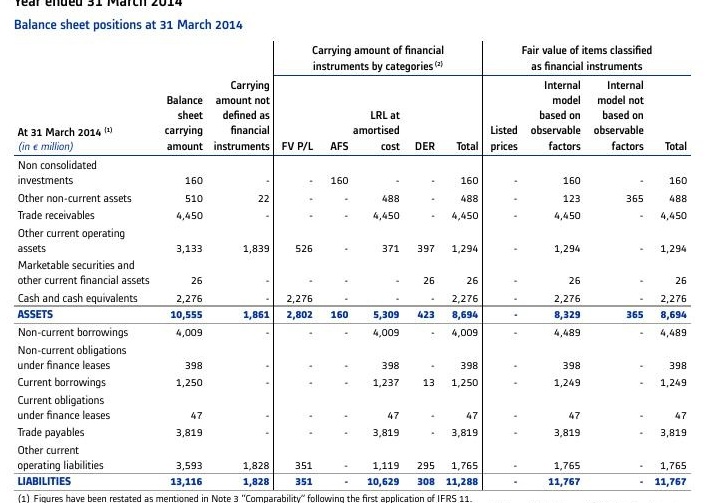 Year ended 31 March 2014
Balance sheet positions at 31 March 2014
Carrying amount of financial instruments by categories (2)
Fair value of items classified as financial instruments
At 31 March 2014 (1) (in € million) Balance sheet carrying amount Carrying amount not defined as financial instruments FV P/L AFS LRL at amortised cost DER Total Listed prices Internal model based on observable factors Internal model not based on observable factors Total
Non consolidated
investments 160 - - 160 - - 160 - 160 - 160
Other non-current assets 510 22 - - 488 - 488 - 123 365 488
Trade receivables 4,450 - - - 4,450 - 4,450 - 4,450 - 4,450
Other current operating
assets 3,133 1,839 526 - 371 397 1,294 - 1,294 - 1,294
Marketable securities and
other current financial assets 26 - - - - 26 26 - 26 - 26
Cash and cash equivalents 2,276 - 2,276 - - - 2,276 - 2,276 - 2,276
ASSETS 10,555 1,861 2,802 160 5,309 423 8,694 - 8,329 365 8,694
Non-current borrowings 4,009 - - - 4,009 - 4,009 - 4,489 - 4,489
Non-current obligations
under finance leases 398 - - - 398 - 398 - 398 - 398
Current borrowings 1,250 - - - 1,237 13 1,250 - 1,249 - 1,249
Current obligations
under finance leases 47 - - - 47 - 47 - 47 - 47
Trade payables 3,819 - - - 3,819 - 3,819 - 3,819 - 3,819
Other current
operating liabilities 3,593 1,828 351 - 1,119 295 1,765 - 1,765 - 1,765
LIABILITIES 13,116 1,828 351 - 10,629 308 11,288 - 11,767 - 11,767
(1) Figures have been restated as mentioned in Note 3 "Comparability" following the first application of IFRS 11.